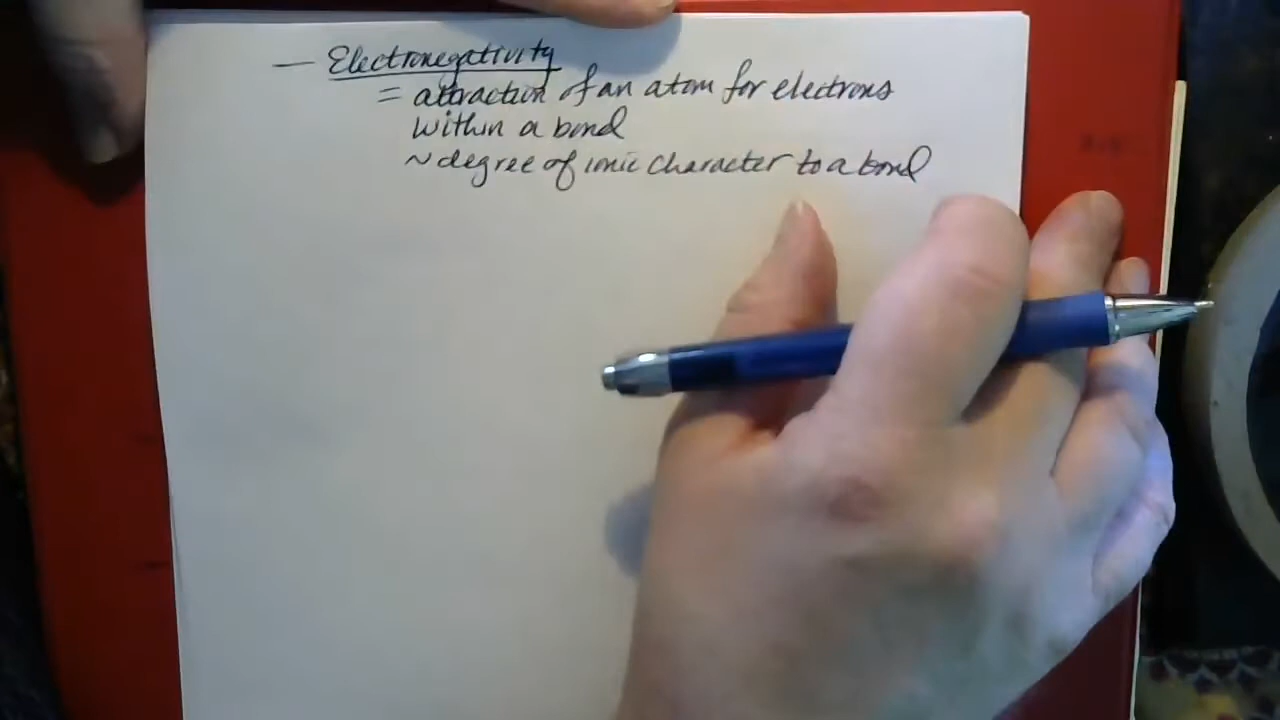 — Electronegativity
= attraction of an atom for electrons
within a bond
~ degree of ionic character to a bond